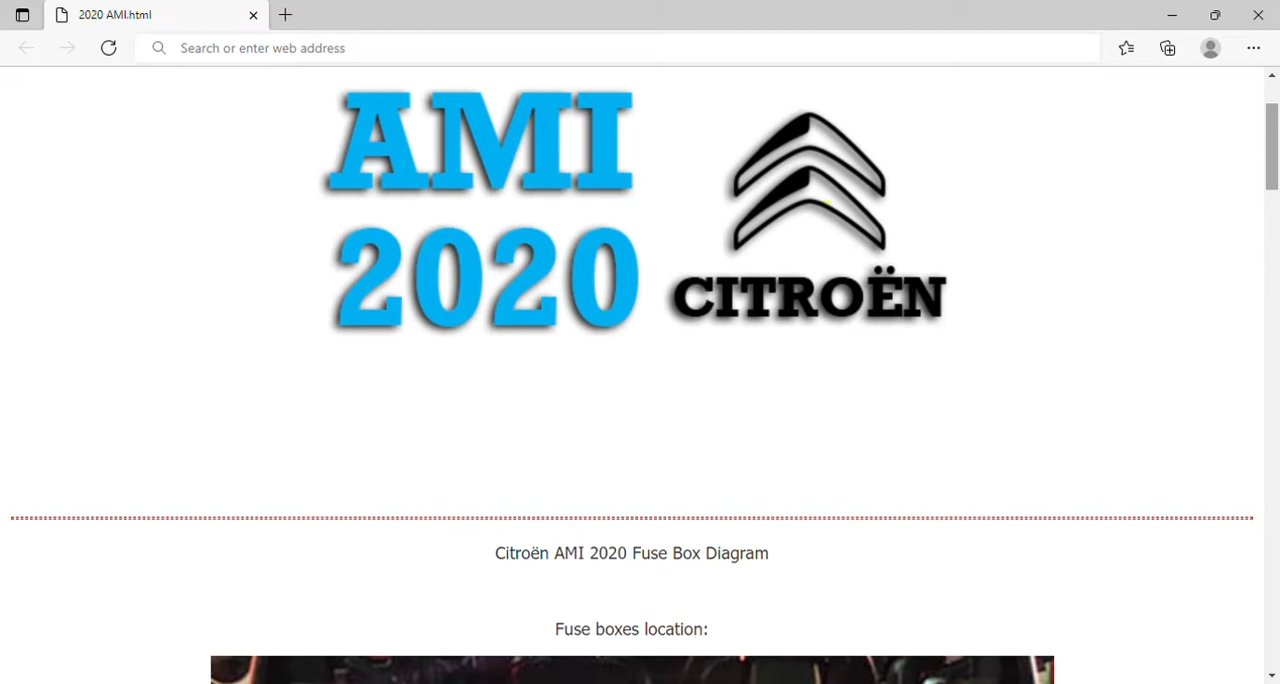 2020 AMI.html
Search or enter web address
AMI
2020
CITROËN
Citroën AMI 2020 Fuse Box Diagram
Fuse boxes location: